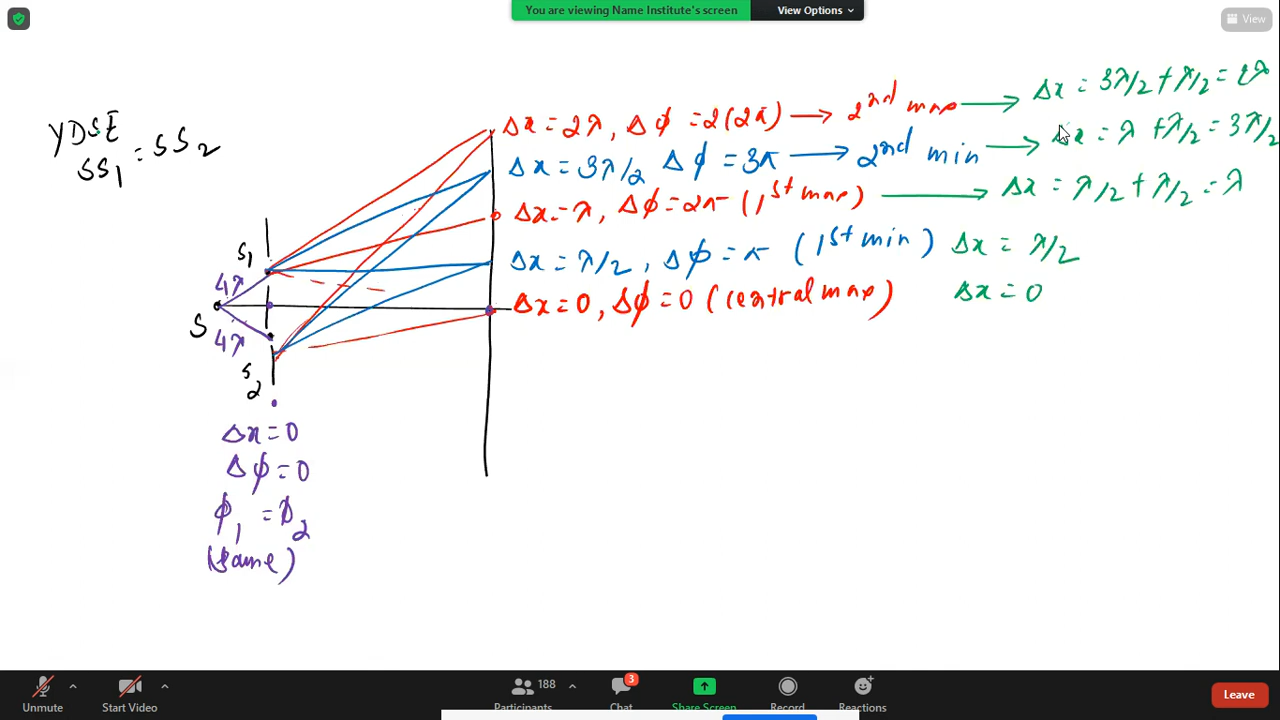 You are viewing Name Institute's screen
View Options
View
YDSE
SS₁ = SS₂
Δx = 2λ, Δφ = 2(2π) → 2nd max → Δx = 3λ/2 + λ/2 = 2λ
Δx = 3λ/2 Δφ = 3π → 2nd min → Δx = λ + λ/2 = 3λ/2
Δx = λ, Δφ = 2π (1st max) → Δx = λ/2 + λ/2 = λ
Δx = λ/2, Δφ = π (1st min) Δx = λ/2
Δx = 0, Δφ = 0 (central max) Δx = 0
S₁
4λ
S
4λ
S₂
Δx = 0
Δφ = 0
φ₁ = φ₂
(same)
Unmute
Start Video
188
Participants
3
Chat
Share Screen
Record
Reactions
Leave